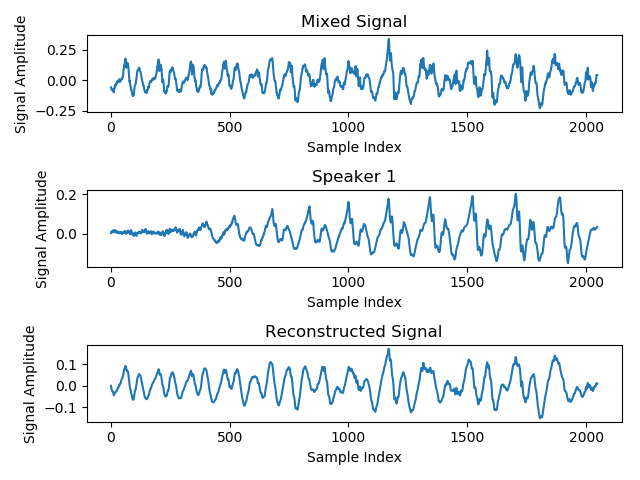 Mixed Signal
Signal Amplitude
0.25
0.00
−0.25
0 500 1000 1500 2000
Sample Index
Speaker 1
Signal Amplitude
0.2
0.0
0 500 1000 1500 2000
Sample Index
Reconstructed Signal
Signal Amplitude
0.1
0.0
−0.1
0 500 1000 1500 2000
Sample Index